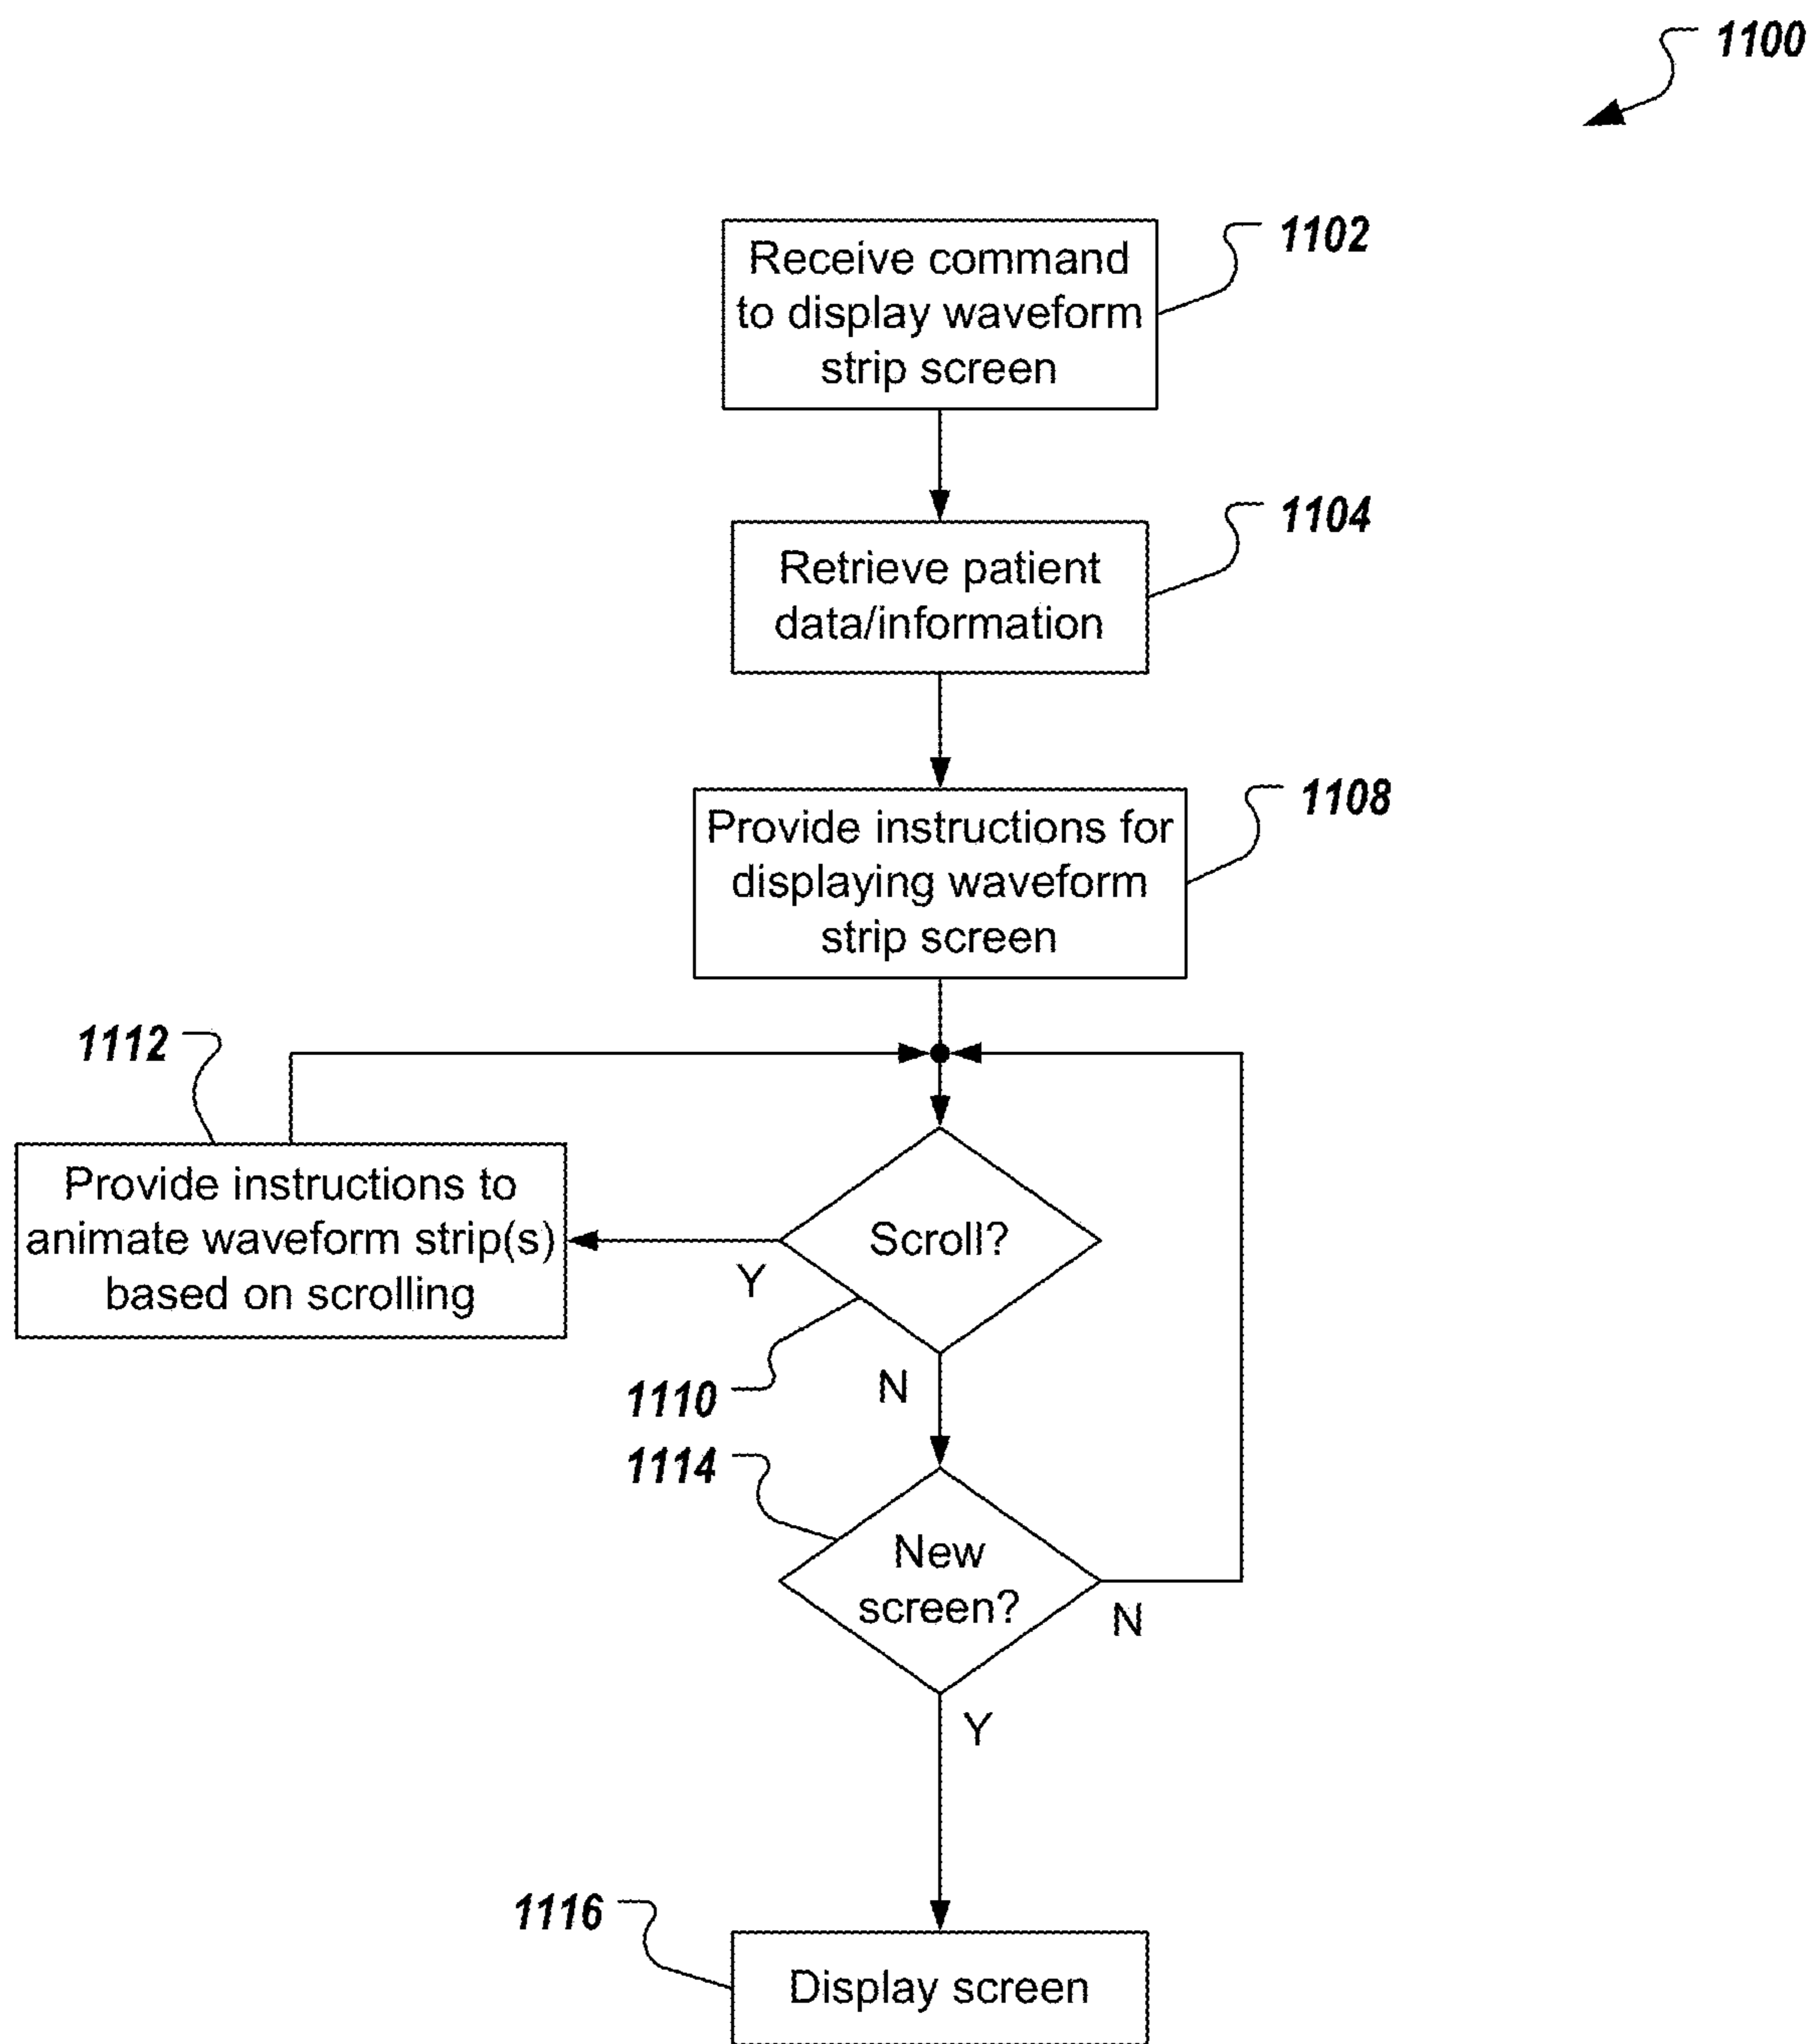 1100
Receive command
to display waveform
strip screen
1102
Retrieve patient
data/information
1104
Provide instructions for
displaying waveform
strip screen
1108
1112
Provide instructions to
animate waveform strip(s)
based on scrolling
Scroll?
Y
1110
N
1114
New
screen?
N
Y
1116
Display screen